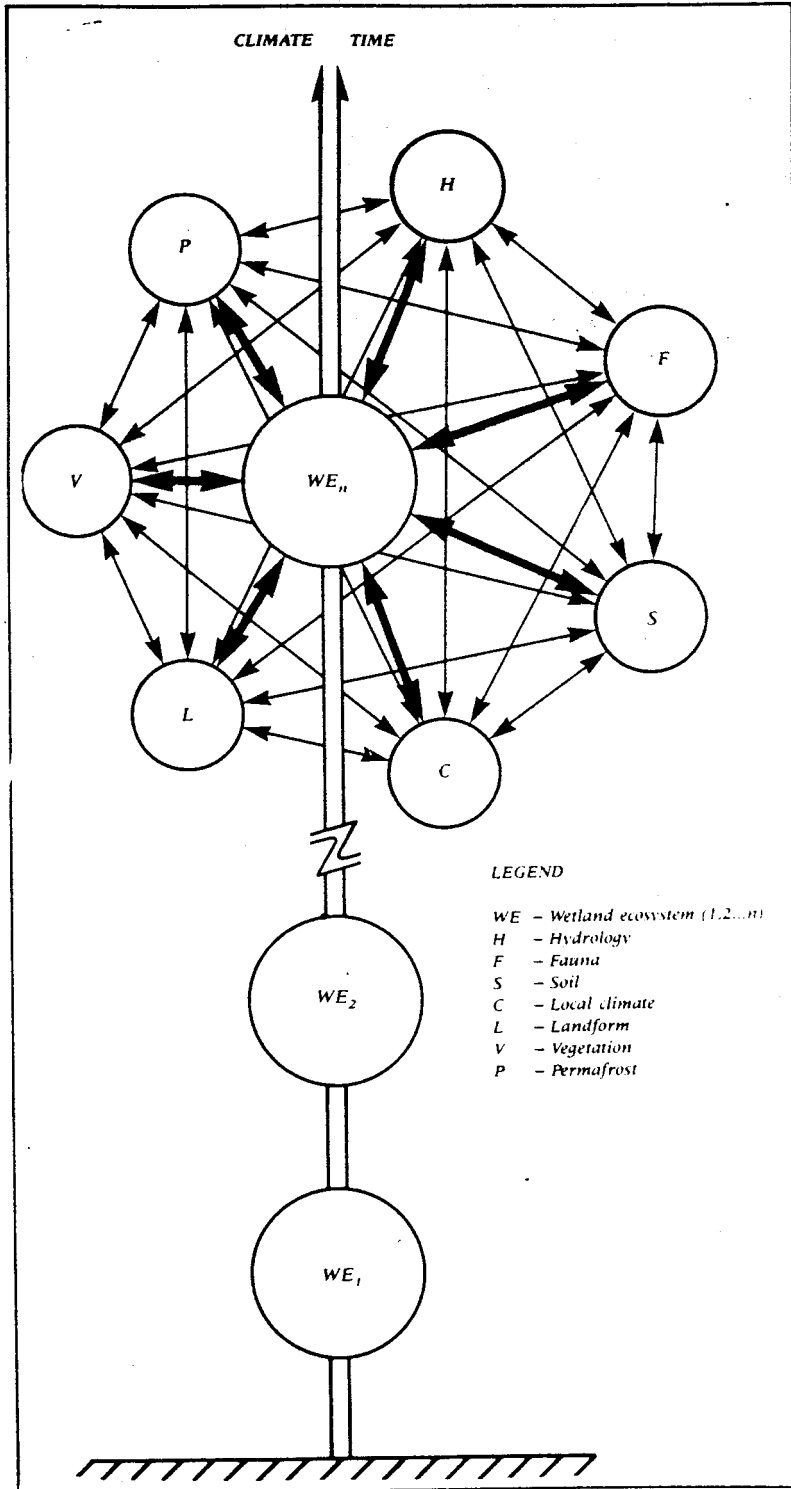 CLIMATE TIME
H
P
F
V
WEn
S
L
C
LEGEND
WE – Wetland ecosystem (1,2...n)
H – Hydrology
F – Fauna
S – Soil
C – Local climate
L – Landform
V – Vegetation
P – Permafrost
WE2
WE1